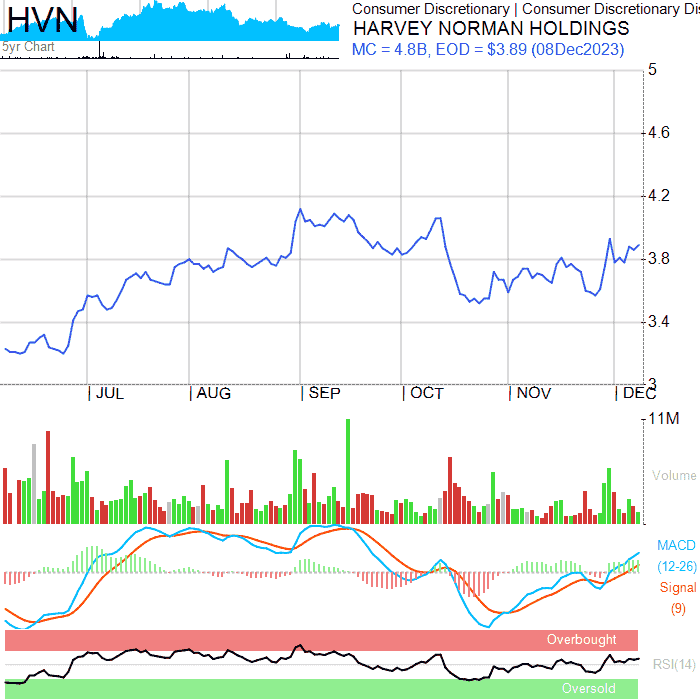 HVN
5yr Chart
Consumer Discretionary | Consumer Discretionary Dis
HARVEY NORMAN HOLDINGS
MC = 4.8B, EOD = $3.89 (08Dec2023)
5
4.6
4.2
3.8
3.4
3
| JUL | AUG | SEP | OCT | NOV | DEC
11M
Volume
MACD
(12-26)
Signal
(9)
Overbought
RSI(14)
Oversold